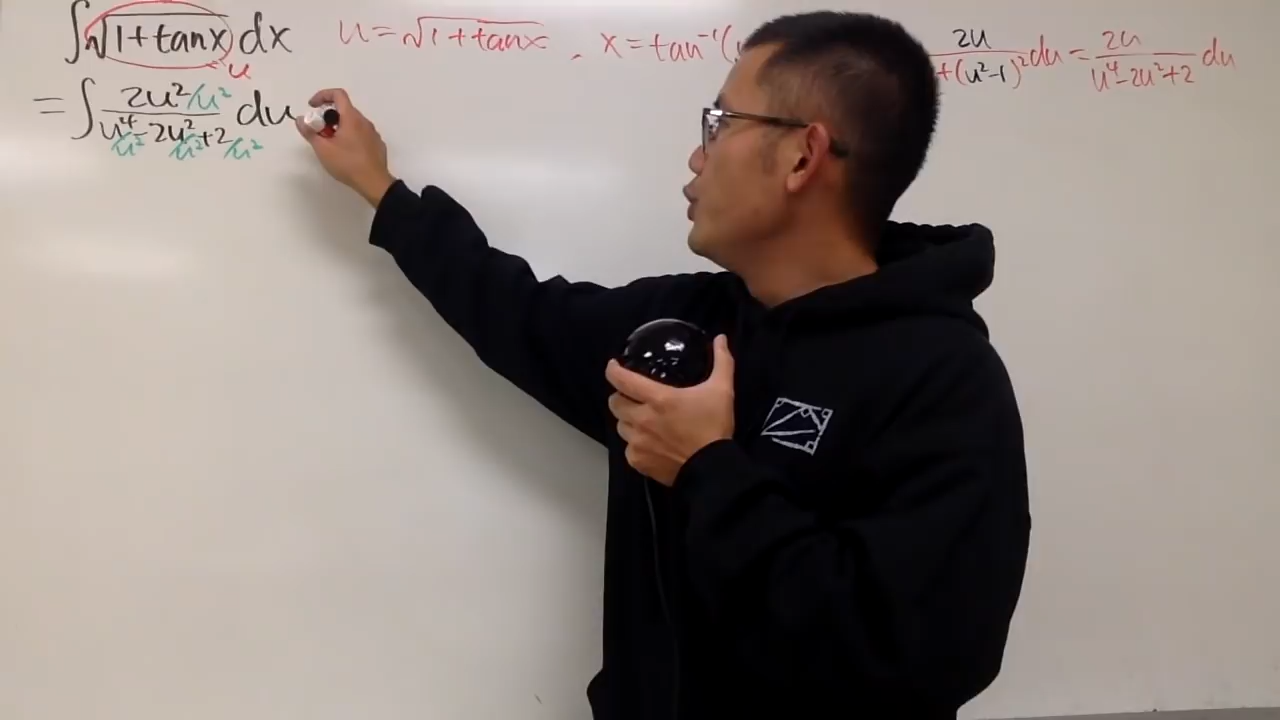 ∫√(1+tanx) dx   u=√(1+tanx) , x=tan⁻¹(   2u/(+(u²-1)²) du = 2u/(u⁴-2u²+2) du
u
= ∫ (2u² /u²)/(u⁴/u² - 2u²/u² + 2/u²) du